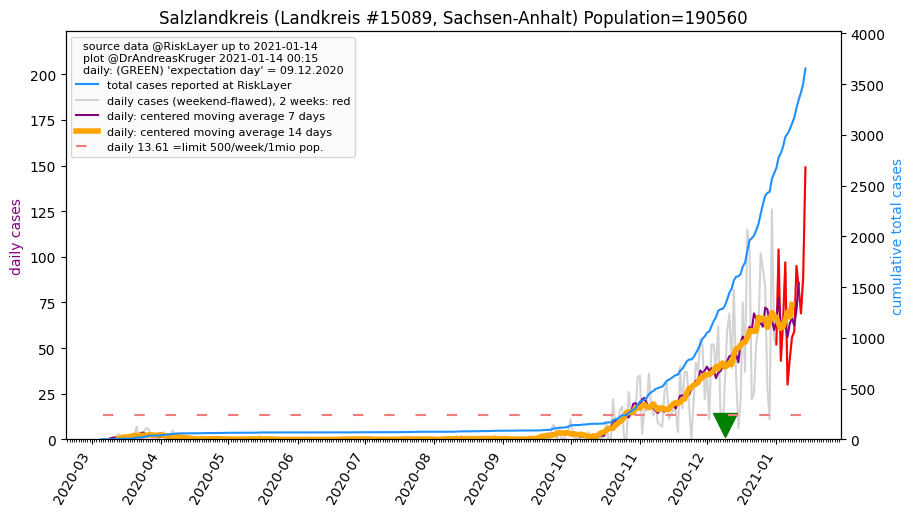 Salzlandkreis (Landkreis #15089, Sachsen-Anhalt) Population=190560
source data @RiskLayer up to 2021-01-14
plot @DrAndreasKruger 2021-01-14 00:15
daily: (GREEN) 'expectation day' = 09.12.2020
total cases reported at RiskLayer
daily cases (weekend-flawed), 2 weeks: red
daily: centered moving average 7 days
daily: centered moving average 14 days
daily 13.61 =limit 500/week/1mio pop.
daily cases
200
175
150
125
100
75
50
25
0
4000
3500
3000
2500
2000
1500
1000
500
0
cumulative total cases
2020-03
2020-04
2020-05
2020-06
2020-07
2020-08
2020-09
2020-10
2020-11
2020-12
2021-01